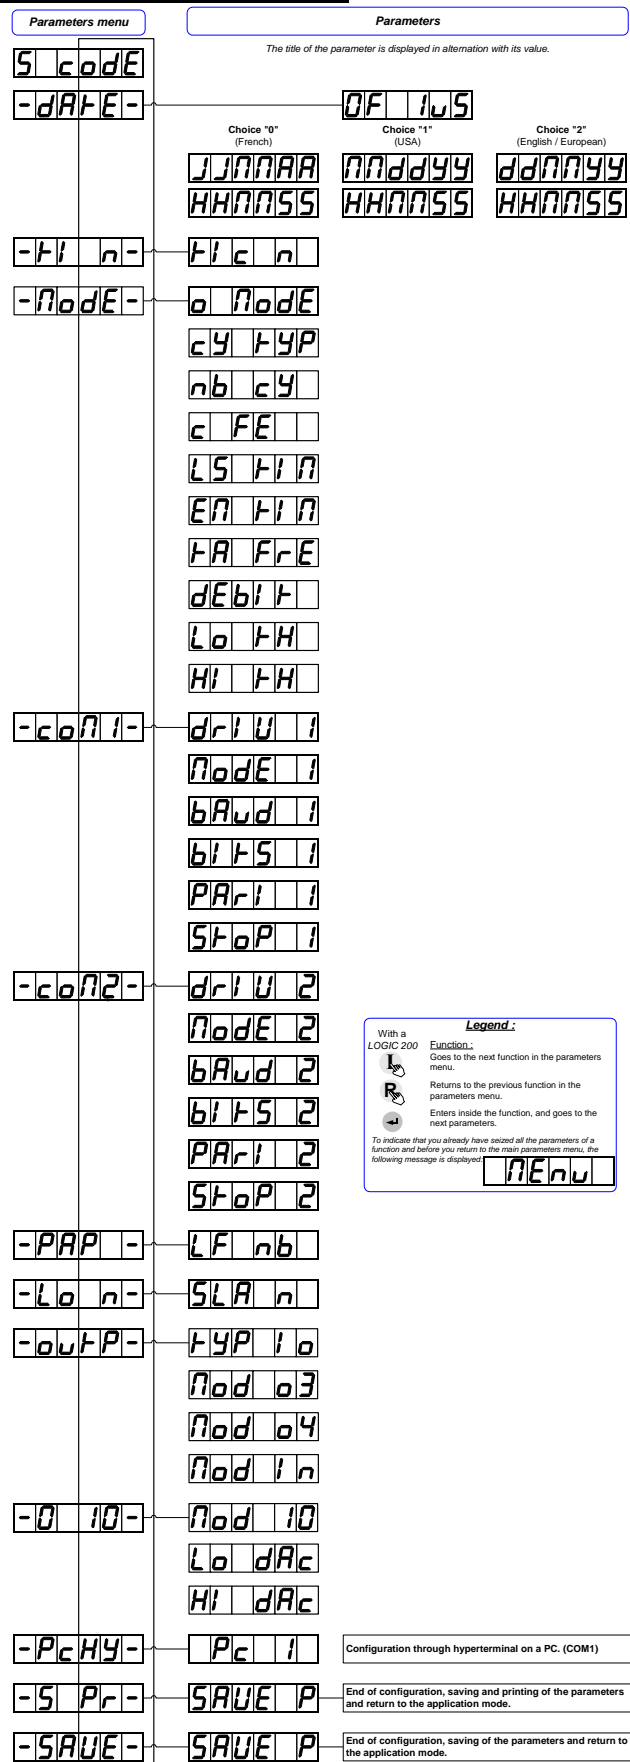 Parameters menu
Parameters
The title of the parameter is displayed in alternation with its value.
S codE
-dAtE-
OF 1uS
Choice "0"
(French)
Choice "1"
(USA)
Choice "2"
(English / European)
JJMMAA
MMddYY
ddMMYY
HHMMSS
HHMMSS
HHMMSS
-tI n-
tIc n
-ModE-
o ModE
cY tYP
nb cY
c FE
LS tIM
EM tIM
tA FrE
dEbIt
Lo tH
HI tH
-coM1-
drIV 1
ModE 1
bAud 1
bItS 1
PArI 1
StoP 1
-coM2-
drIV 2
ModE 2
bAud 2
bItS 2
PArI 2
StoP 2
Legend :
With a
LOGIC 200
Function :
I
Goes to the next function in the parameters
menu.
R
Returns to the previous function in the
parameters menu.
Enters inside the function, and goes to the
next parameters.
To indicate that you already have seized all the parameters of a
function and before you return to the main parameters menu, the
following message is displayed:
MEnu
-PAP -
LF nb
-Lo n-
SLA n
-outP-
tYP Io
Mod o3
Mod o4
Mod In
-0 10-
Mod 10
Lo dAc
HI dAc
-PcHY-
Pc 1
Configuration through hyperterminal on a PC. (COM1)
-S Pr-
SAVE P
End of configuration, saving and printing of the parameters
and return to the application mode.
-SAVE-
SAVE P
End of configuration, saving of the parameters and return to
the application mode.